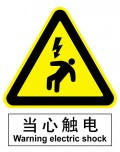 当心触电
Warning electric shock